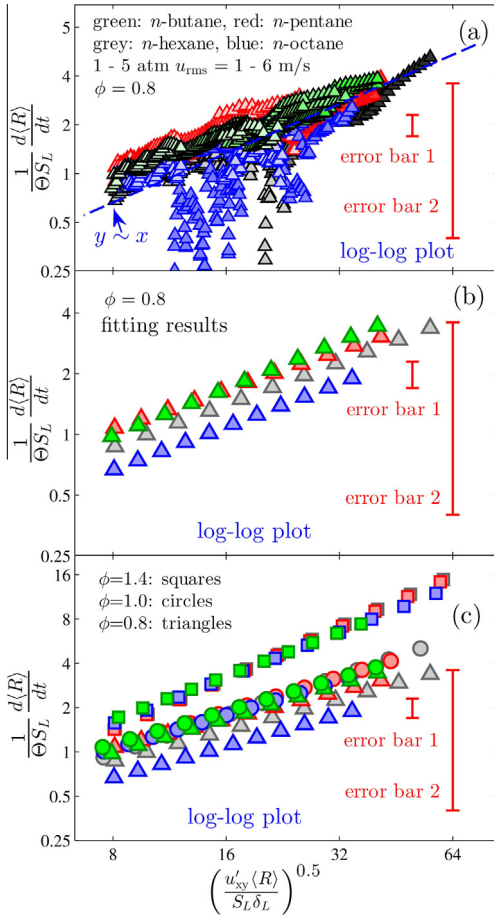 (a)
green: n-butane, red: n-pentane
grey: n-hexane, blue: n-octane
1 - 5 atm u_rms = 1 - 6 m/s
ϕ = 0.8
5
4
2
1
0.5
0.25
1/(ΘS_L) d⟨R⟩/dt
y ∼ x
error bar 1
error bar 2
log-log plot
(b)
ϕ = 0.8
fitting results
4
2
1
0.5
0.25
1/(ΘS_L) d⟨R⟩/dt
error bar 1
error bar 2
log-log plot
(c)
ϕ=1.4: squares
ϕ=1.0: circles
ϕ=0.8: triangles
16
8
4
2
1
0.5
0.25
1/(ΘS_L) d⟨R⟩/dt
error bar 1
error bar 2
log-log plot
8 16 32 64
(u′_xy⟨R⟩/(S_Lδ_L))^0.5